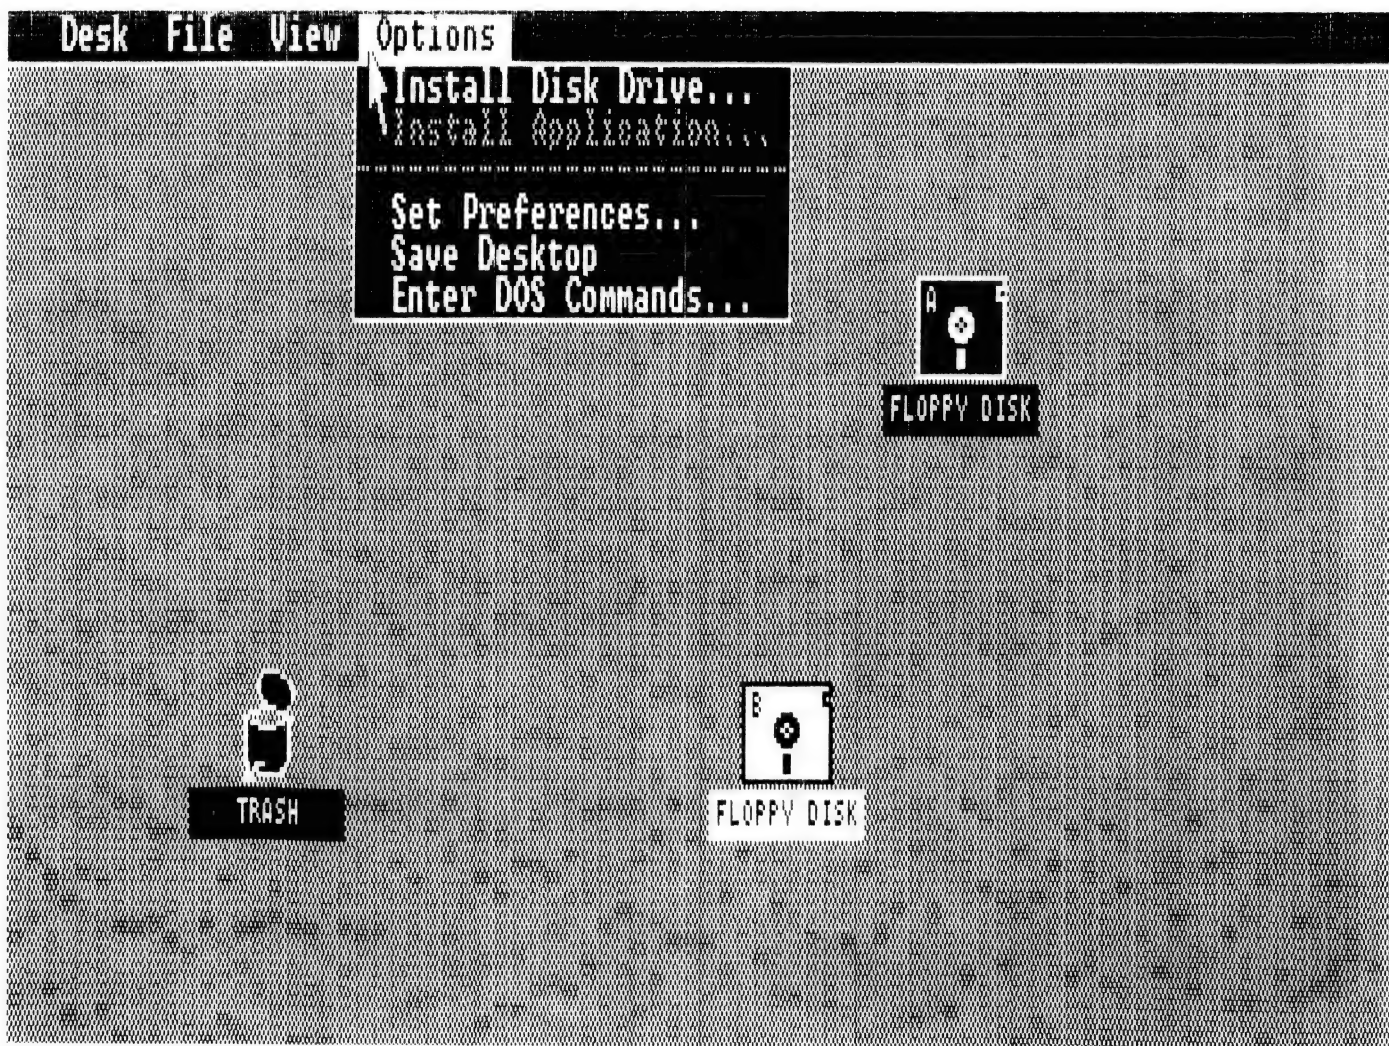 Desk File View Options
Install Disk Drive...
Install Application...
Set Preferences...
Save Desktop
Enter DOS Commands...
A
FLOPPY DISK
B
TRASH
FLOPPY DISK